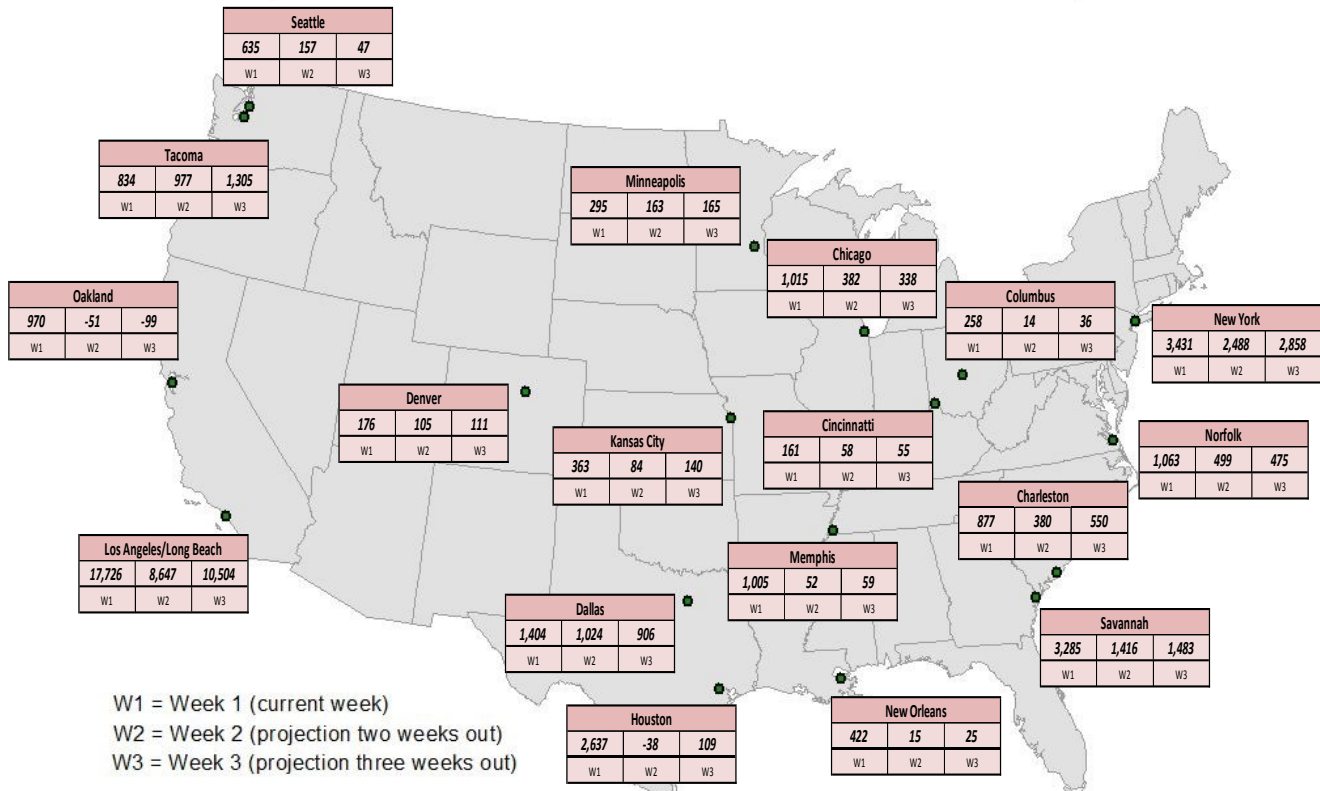 Seattle
635 157 47
W1 W2 W3
Tacoma
834 977 1,305
W1 W2 W3
Minneapolis
295 163 165
W1 W2 W3
Chicago
1,015 382 338
W1 W2 W3
Oakland
970 -51 -99
W1 W2 W3
Columbus
258 14 36
W1 W2 W3
New York
3,431 2,488 2,858
W1 W2 W3
Denver
176 105 111
W1 W2 W3
Kansas City
363 84 140
W1 W2 W3
Cincinnatti
161 58 55
W1 W2 W3
Norfolk
1,063 499 475
W1 W2 W3
Charleston
877 380 550
W1 W2 W3
Los Angeles/Long Beach
17,726 8,647 10,504
W1 W2 W3
Memphis
1,005 52 59
W1 W2 W3
Dallas
1,404 1,024 906
W1 W2 W3
Savannah
3,285 1,416 1,483
W1 W2 W3
Houston
2,637 -38 109
W1 W2 W3
New Orleans
422 15 25
W1 W2 W3
W1 = Week 1 (current week)
W2 = Week 2 (projection two weeks out)
W3 = Week 3 (projection three weeks out)